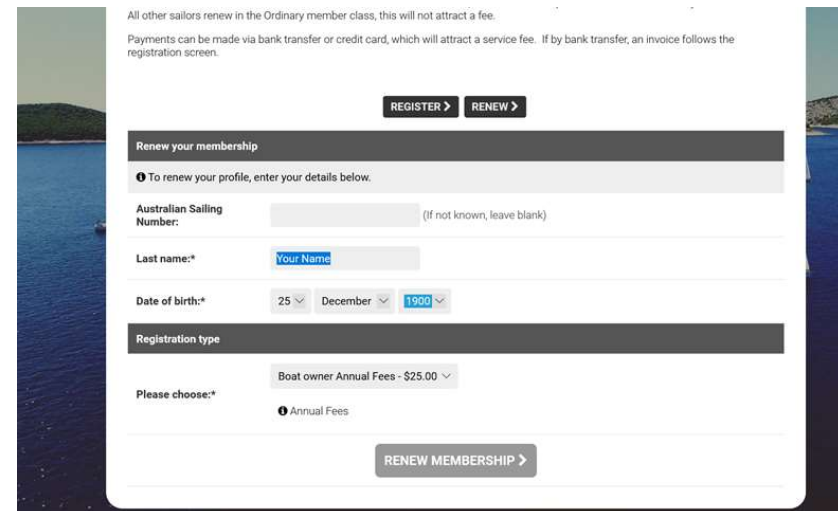 All other sailors renew in the Ordinary member class, this will not attract a fee.
Payments can be made via bank transfer or credit card, which will attract a service fee. If by bank transfer, an invoice follows the
registration screen.
REGISTER > RENEW >
Renew your membership
To renew your profile, enter your details below.
Australian Sailing
Number:
(If not known, leave blank)
Last name:* Your Name
Date of birth:* 25 December 1900
Registration type
Boat owner Annual Fees - $25.00
Please choose:*
Annual Fees
RENEW MEMBERSHIP >